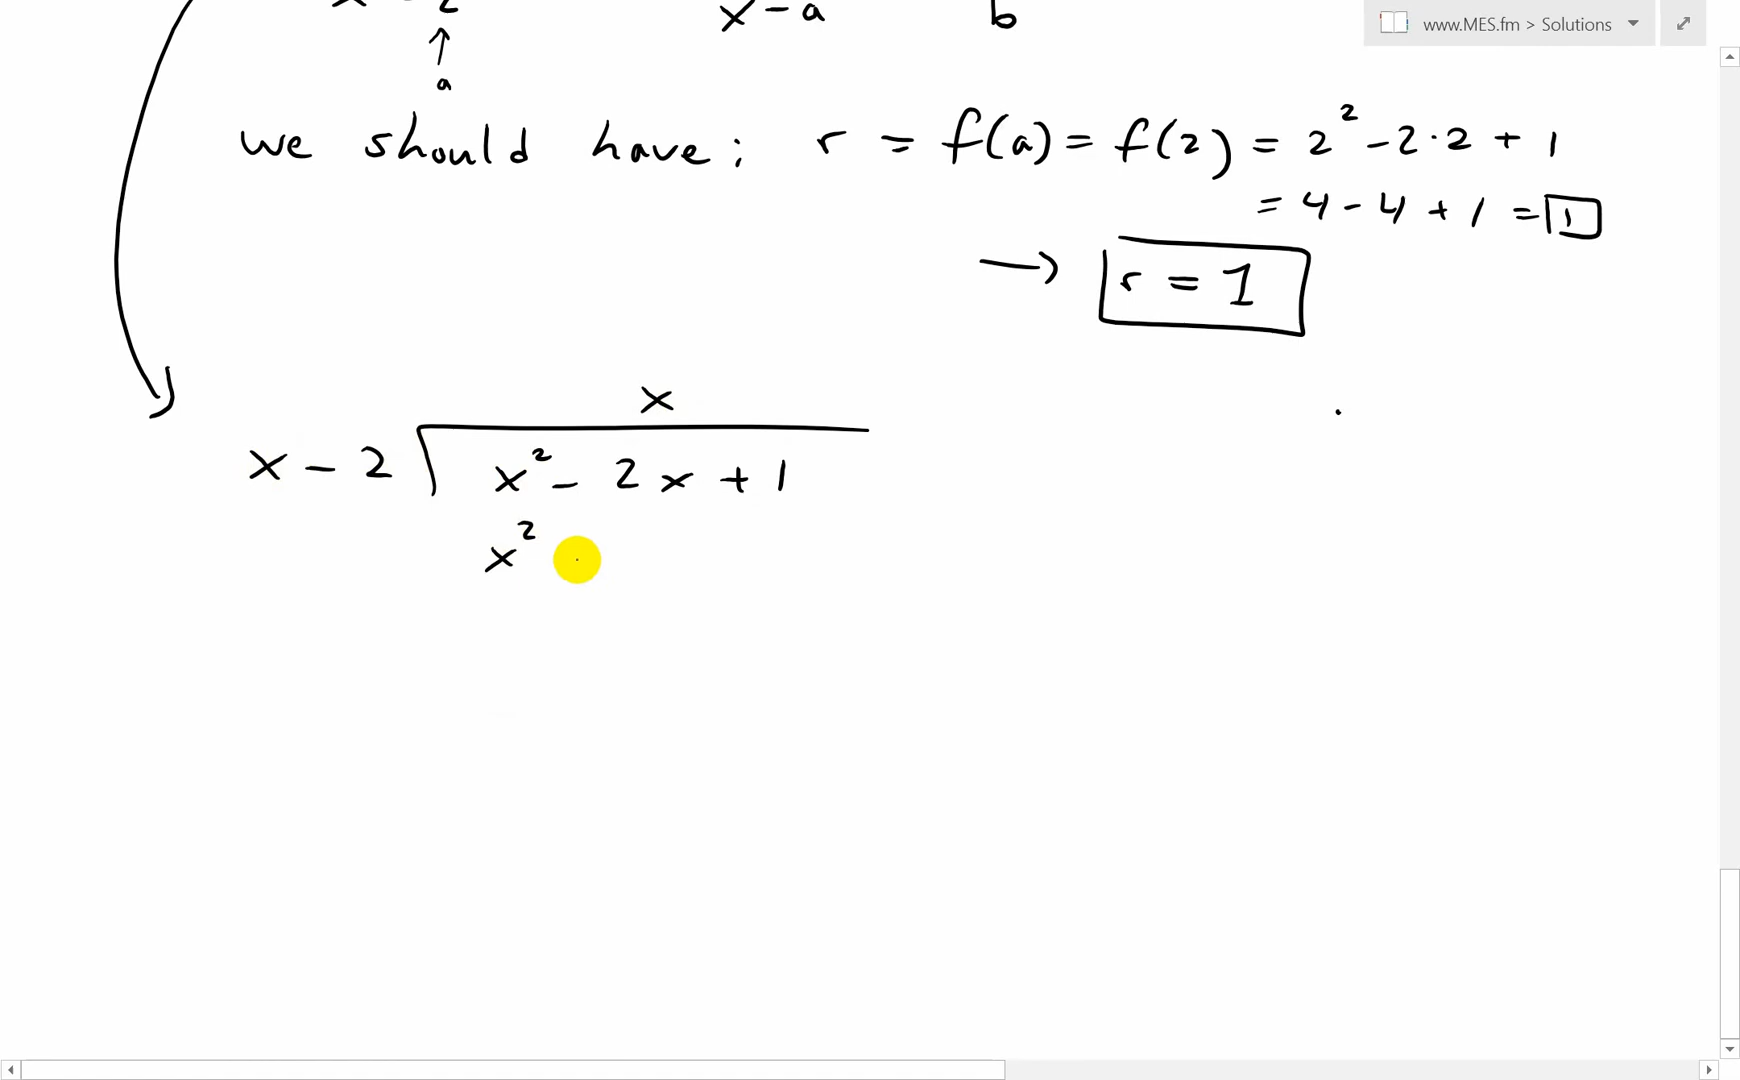 x - a b
www.MES.fm > Solutions
↑
a
we should have; r = f(a) = f(2) = 2² - 2·2 + 1
= 4 - 4 + 1 = 1
→ r = 1
x
x - 2 x² - 2x + 1
x²